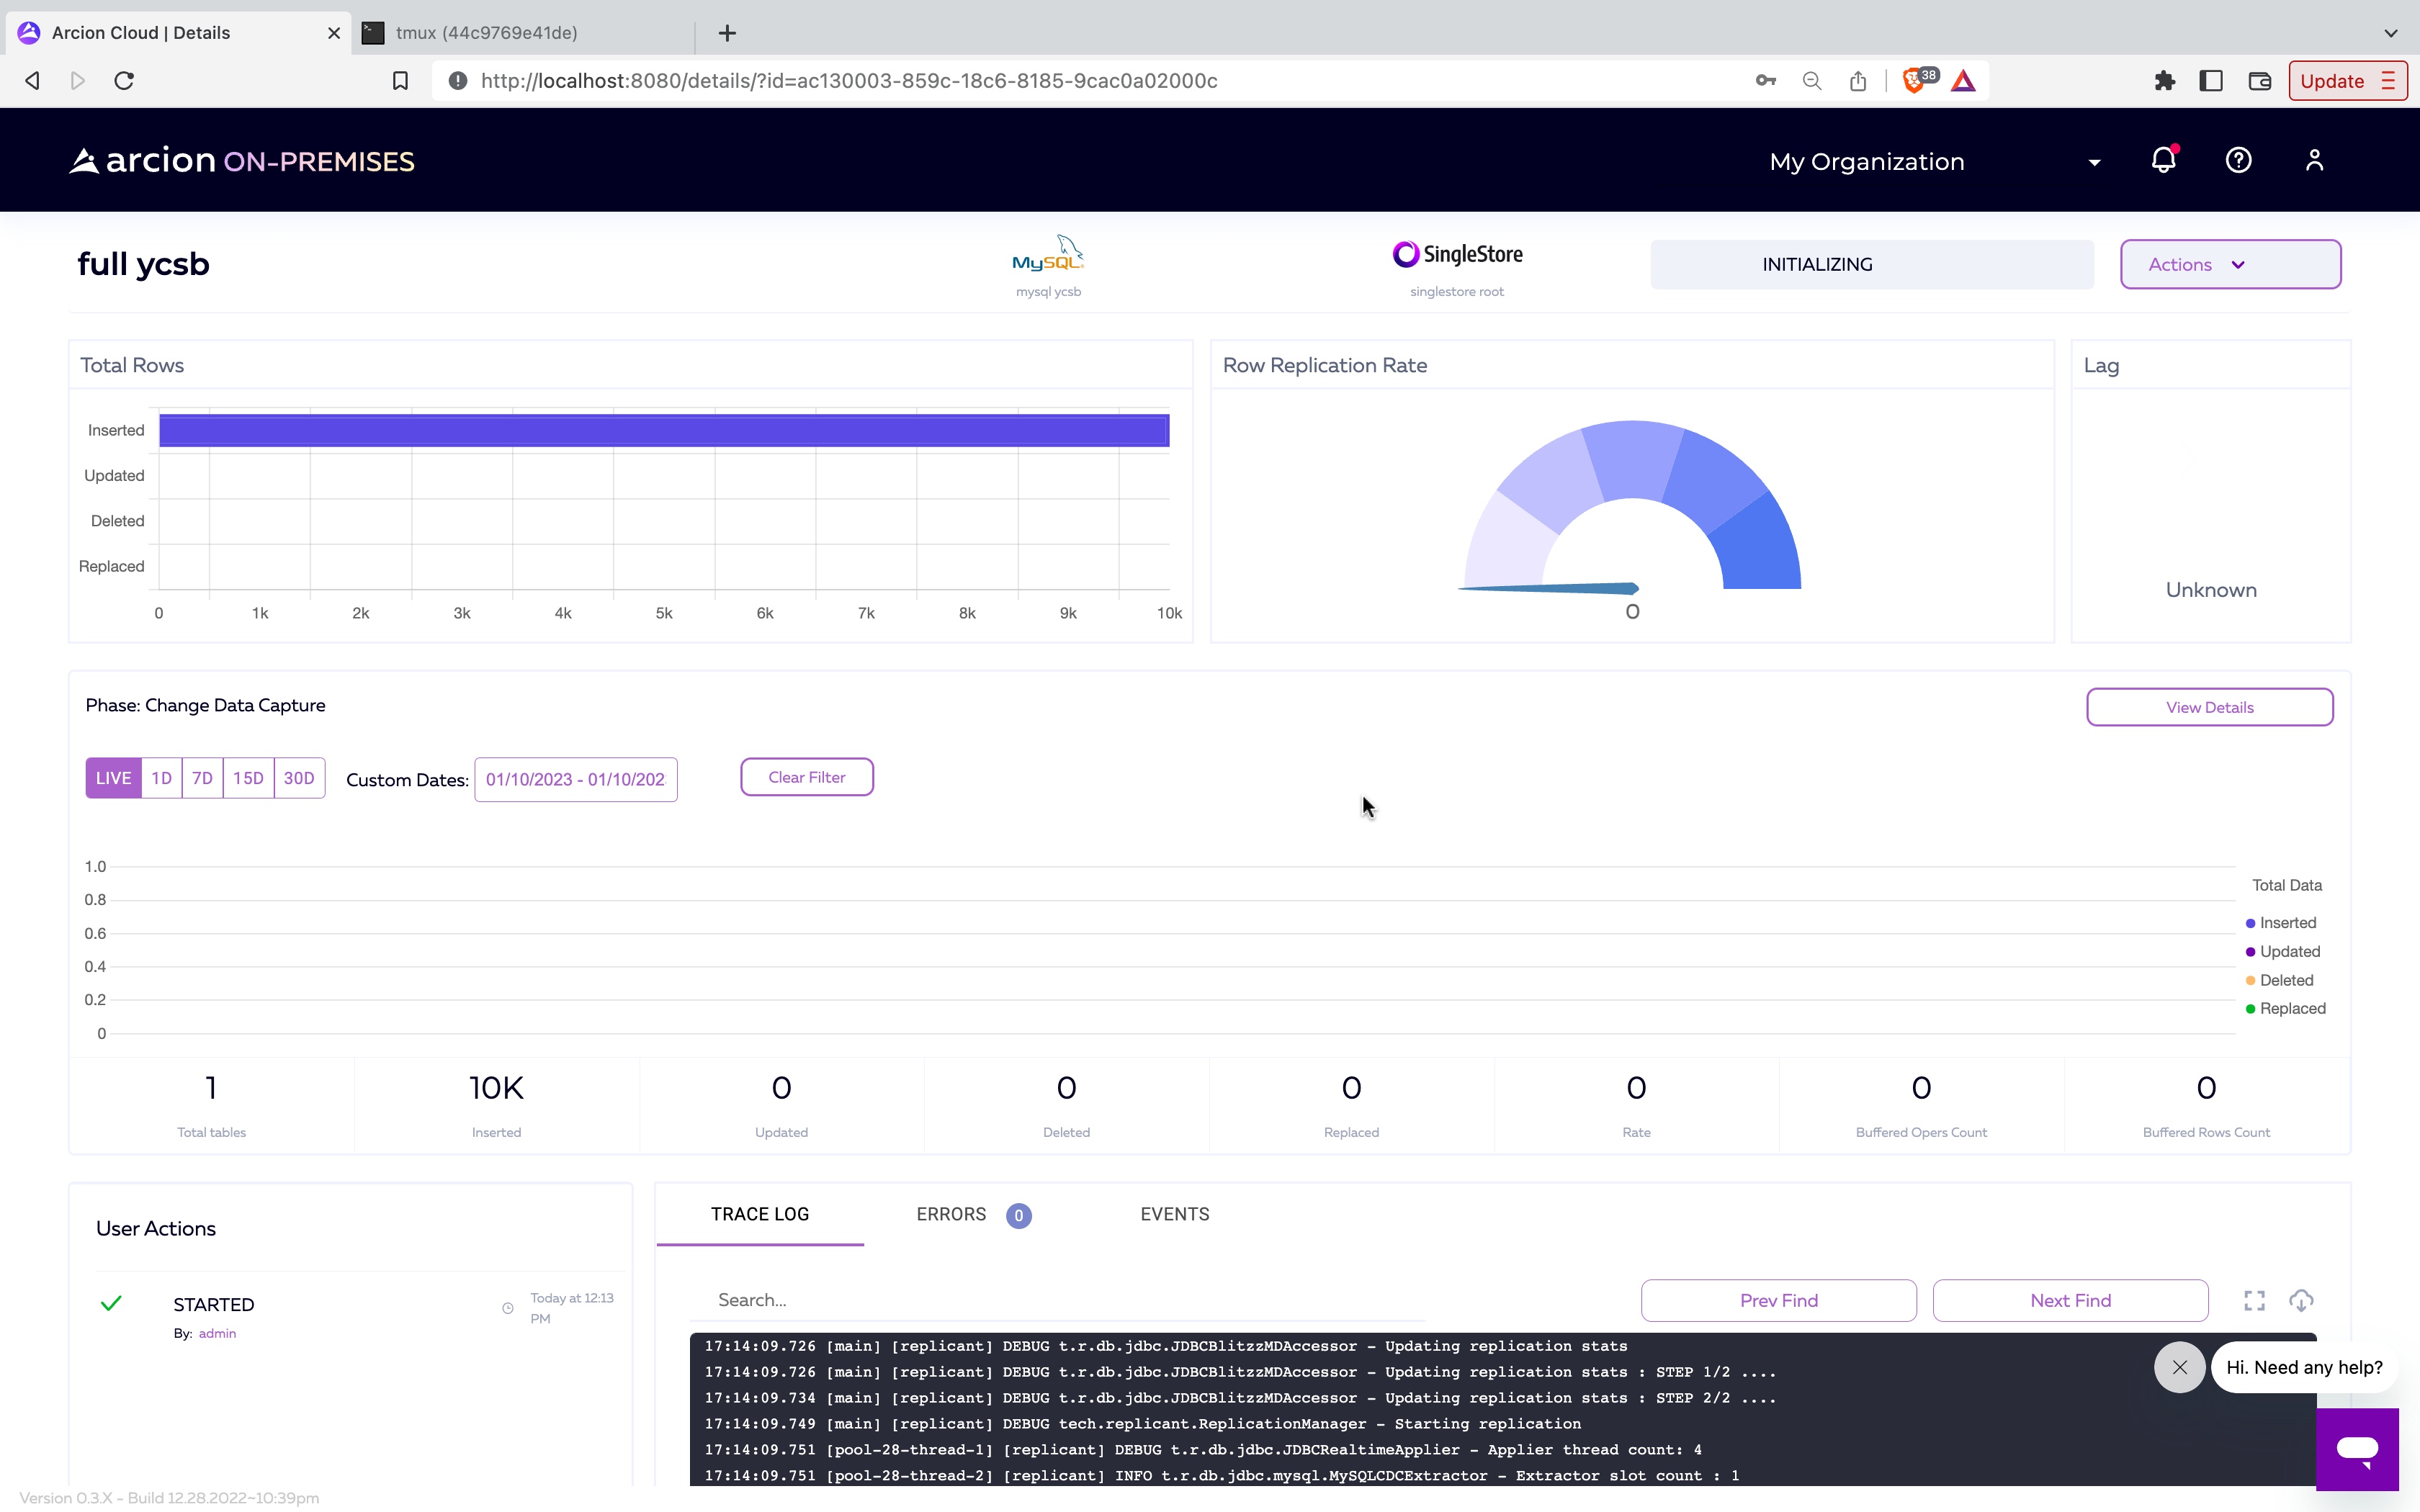 Arcion Cloud | Details
tmux (44c9769e41de)
http://localhost:8080/details/?id=ac130003-859c-18c6-8185-9cac0a02000c
38
Update
arcion ON-PREMISES
My Organization
full ycsb
MySQL
mysql ycsb
SingleStore
singlestore root
INITIALIZING
Actions
Total Rows
Inserted
Updated
Deleted
Replaced
0 1k 2k 3k 4k 5k 6k 7k 8k 9k 10k
Row Replication Rate
0
Lag
Unknown
Phase: Change Data Capture
View Details
LIVE 1D 7D 15D 30D
Custom Dates: 01/10/2023 - 01/10/202
Clear Filter
1.0
0.8
0.6
0.4
0.2
0
Total Data
Inserted
Updated
Deleted
Replaced
1
Total tables
10K
Inserted
0
Updated
0
Deleted
0
Replaced
0
Rate
0
Buffered Opers Count
0
Buffered Rows Count
User Actions
STARTED
By: admin
Today at 12:13
PM
TRACE LOG
ERRORS 0
EVENTS
Search...
Prev Find
Next Find
17:14:09.726 [main] [replicant] DEBUG t.r.db.jdbc.JDBCBlitzzMDAccessor - Updating replication stats
17:14:09.726 [main] [replicant] DEBUG t.r.db.jdbc.JDBCBlitzzMDAccessor - Updating replication stats : STEP 1/2 ....
17:14:09.734 [main] [replicant] DEBUG t.r.db.jdbc.JDBCBlitzzMDAccessor - Updating replication stats : STEP 2/2 ....
17:14:09.749 [main] [replicant] DEBUG tech.replicant.ReplicationManager - Starting replication
17:14:09.751 [pool-28-thread-1] [replicant] DEBUG t.r.db.jdbc.JDBCRealtimeApplier - Applier thread count: 4
17:14:09.751 [pool-28-thread-2] [replicant] INFO t.r.db.jdbc.mysql.MySQLCDCExtractor - Extractor slot count : 1
Hi. Need any help?
Version 0.3.X - Build 12.28.2022~10:39pm